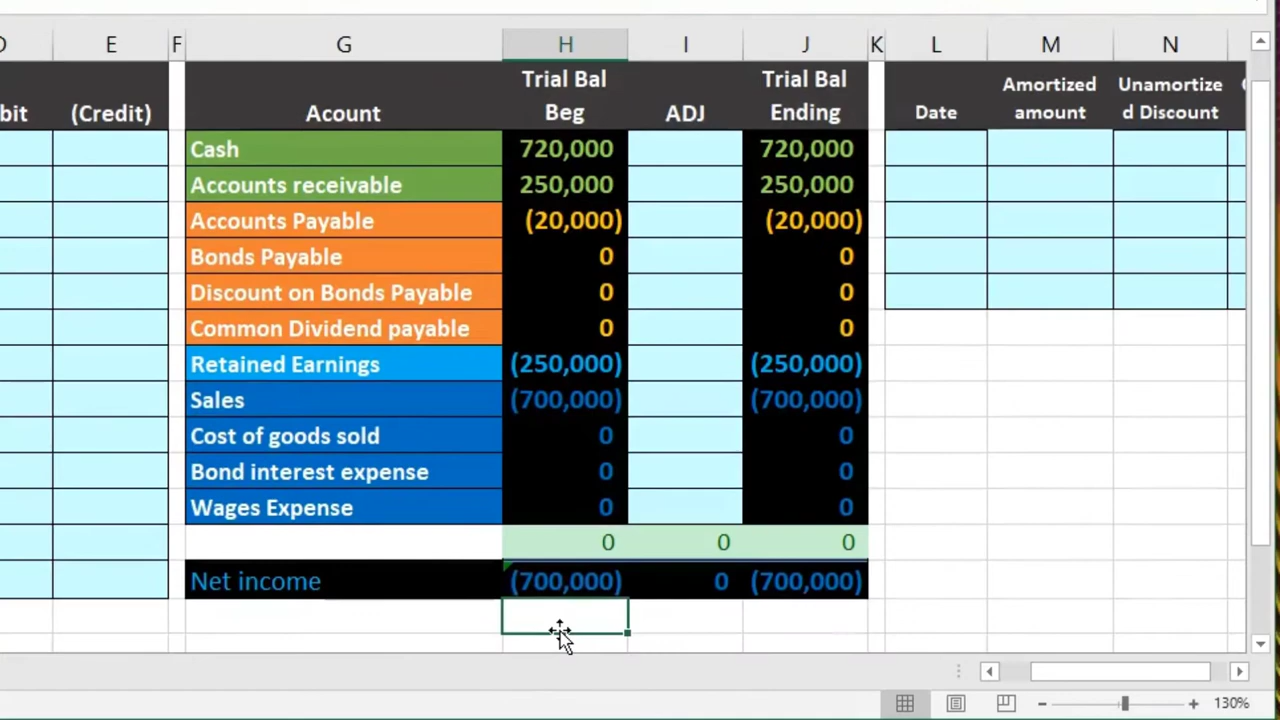 D E F G H I J K L M N
bit (Credit) Acount Trial Bal Beg ADJ Trial Bal Ending Date Amortized amount Unamortize d Discount
Cash 720,000 720,000
Accounts receivable 250,000 250,000
Accounts Payable (20,000) (20,000)
Bonds Payable 0 0
Discount on Bonds Payable 0 0
Common Dividend payable 0 0
Retained Earnings (250,000) (250,000)
Sales (700,000) (700,000)
Cost of goods sold 0 0
Bond interest expense 0 0
Wages Expense 0 0
0 0 0
Net income (700,000) 0 (700,000)
130%